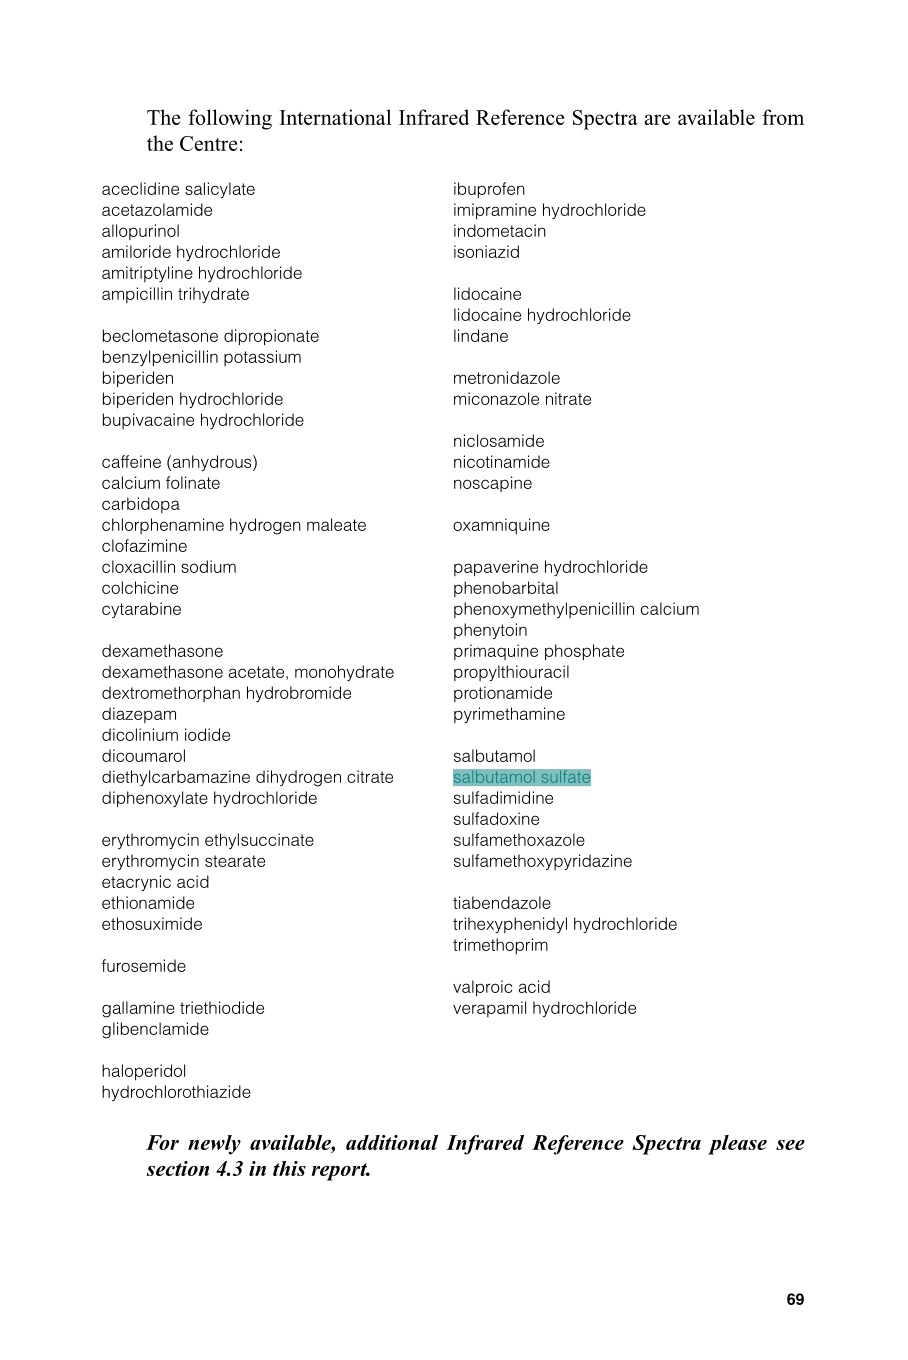 The following International Infrared Reference Spectra are available from
the Centre:
aceclidine salicylate
acetazolamide
allopurinol
amiloride hydrochloride
amitriptyline hydrochloride
ampicillin trihydrate
beclometasone dipropionate
benzylpenicillin potassium
biperiden
biperiden hydrochloride
bupivacaine hydrochloride
caffeine (anhydrous)
calcium folinate
carbidopa
chlorphenamine hydrogen maleate
clofazimine
cloxacillin sodium
colchicine
cytarabine
dexamethasone
dexamethasone acetate, monohydrate
dextromethorphan hydrobromide
diazepam
dicolinium iodide
dicoumarol
diethylcarbamazine dihydrogen citrate
diphenoxylate hydrochloride
erythromycin ethylsuccinate
erythromycin stearate
etacrynic acid
ethionamide
ethosuximide
furosemide
gallamine triethiodide
glibenclamide
haloperidol
hydrochlorothiazide
ibuprofen
imipramine hydrochloride
indometacin
isoniazid
lidocaine
lidocaine hydrochloride
lindane
metronidazole
miconazole nitrate
niclosamide
nicotinamide
noscapine
oxamniquine
papaverine hydrochloride
phenobarbital
phenoxymethylpenicillin calcium
phenytoin
primaquine phosphate
propylthiouracil
protionamide
pyrimethamine
salbutamol
salbutamol sulfate
sulfadimidine
sulfadoxine
sulfamethoxazole
sulfamethoxypyridazine
tiabendazole
trihexyphenidyl hydrochloride
trimethoprim
valproic acid
verapamil hydrochloride
For newly available, additional Infrared Reference Spectra please see
section 4.3 in this report.
69